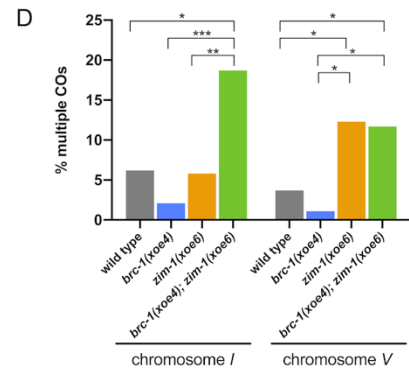 D
% multiple COs
25
20
15
10
5
0
*
***
**
*
*
*
*
wild type
brc-1(xoe4)
zim-1(xoe6)
brc-1(xoe4); zim-1(xoe6)
wild type
brc-1(xoe4)
zim-1(xoe6)
brc-1(xoe4); zim-1(xoe6)
chromosome I
chromosome V